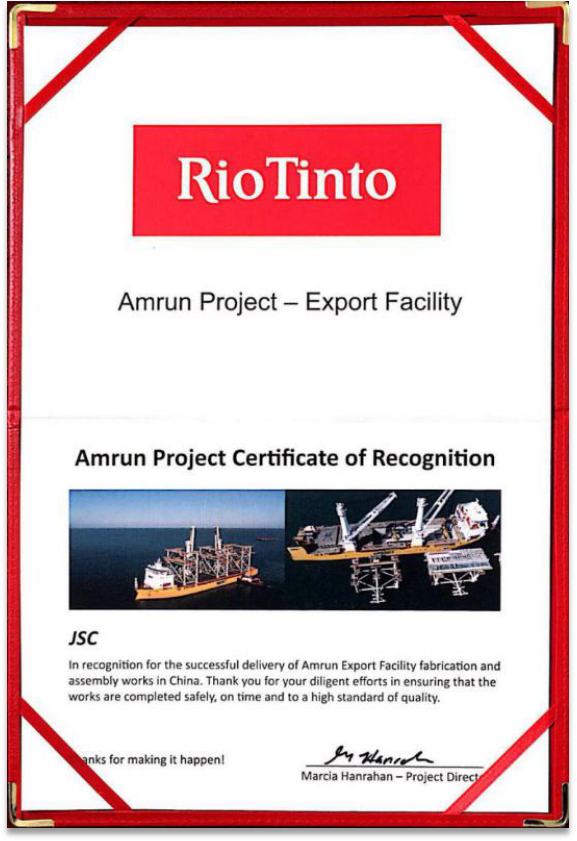 RioTinto
Amrun Project – Export Facility
Amrun Project Certificate of Recognition
JSC
In recognition for the successful delivery of Amrun Export Facility fabrication and
assembly works in China. Thank you for your diligent efforts in ensuring that the
works are completed safely, on time and to a high standard of quality.
anks for making it happen!
Marcia Hanrahan – Project Direct